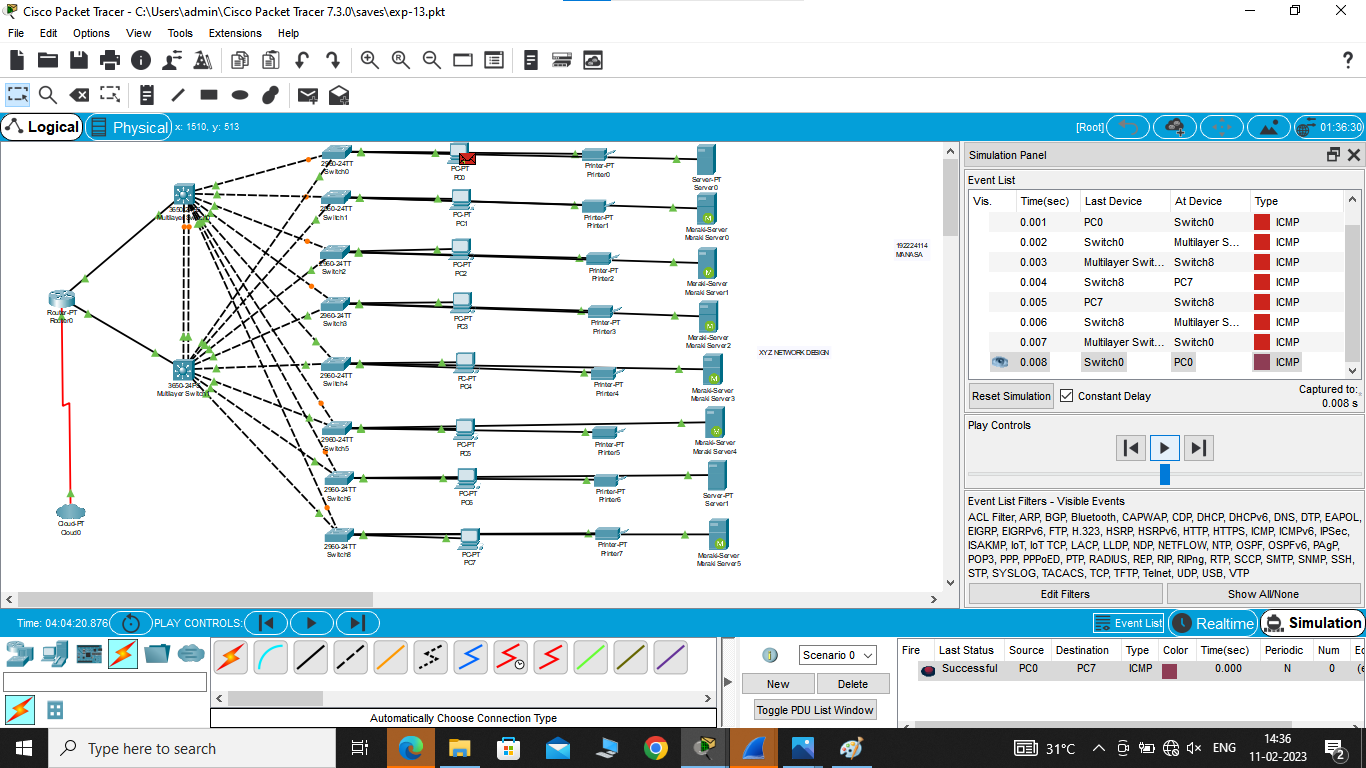 Cisco Packet Tracer - C:\Users\admin\Cisco Packet Tracer 7.3.0\saves\exp-13.pkt
File Edit Options View Tools Extensions Help
Logical Physical x: 1510, y: 513 [Root] 01:36:30
2960-24TT
Switch0
PC-PT
PC0
Printer-PT
Printer0
Server-PT
Server0
2960-24TT
Switch1
PC-PT
PC1
Printer-PT
Printer1
Meraki-Server
Meraki Server0
2960-24TT
Switch2
PC-PT
PC2
Printer-PT
Printer2
Meraki-Server
Meraki Server1
192224114
MANASA
Router-PT
Router0
2960-24TT
Switch3
PC-PT
PC3
Printer-PT
Printer3
Meraki-Server
Meraki Server2
XYZ NETWORK DESIGN
3650-24PS
Multilayer Switch1
2960-24TT
Switch4
PC-PT
PC4
Printer-PT
Printer4
Meraki-Server
Meraki Server3
2960-24TT
Switch5
PC-PT
PC5
Printer-PT
Printer5
Meraki-Server
Meraki Server4
2960-24TT
Switch6
PC-PT
PC6
Printer-PT
Printer6
Server-PT
Server1
Cloud-PT
Cloud0
2960-24TT
Switch8
PC-PT
PC7
Printer-PT
Printer7
Meraki-Server
Meraki Server5
Simulation Panel
Event List
Vis. Time(sec) Last Device At Device Type
0.001 PC0 Switch0 ICMP
0.002 Switch0 Multilayer S... ICMP
0.003 Multilayer Swit... Switch8 ICMP
0.004 Switch8 PC7 ICMP
0.005 PC7 Switch8 ICMP
0.006 Switch8 Multilayer S... ICMP
0.007 Multilayer Swit... Switch0 ICMP
0.008 Switch0 PC0 ICMP
Reset Simulation Constant Delay Captured to:
0.008 s
Play Controls
Event List Filters - Visible Events
ACL Filter, ARP, BGP, Bluetooth, CAPWAP, CDP, DHCP, DHCPv6, DNS, DTP, EAPOL,
EIGRP, EIGRPv6, FTP, H.323, HSRP, HSRPv6, HTTP, HTTPS, ICMP, ICMPv6, IPSec,
ISAKMP, IoT, IoT TCP, LACP, LLDP, NDP, NETFLOW, NTP, OSPF, OSPFv6, PAgP,
POP3, PPP, PPPoED, PTP, RADIUS, REP, RIP, RIPng, RTP, SCCP, SMTP, SNMP, SSH,
STP, SYSLOG, TACACS, TCP, TFTP, Telnet, UDP, USB, VTP
Edit Filters Show All/None
Time: 04:04:20.876 PLAY CONTROLS: Event List Realtime Simulation
Automatically Choose Connection Type
Scenario 0
New Delete
Toggle PDU List Window
Fire Last Status Source Destination Type Color Time(sec) Periodic Num
Successful PC0 PC7 ICMP 0.000 N 0
Type here to search
31°C ENG 14:36
11-02-2023
2